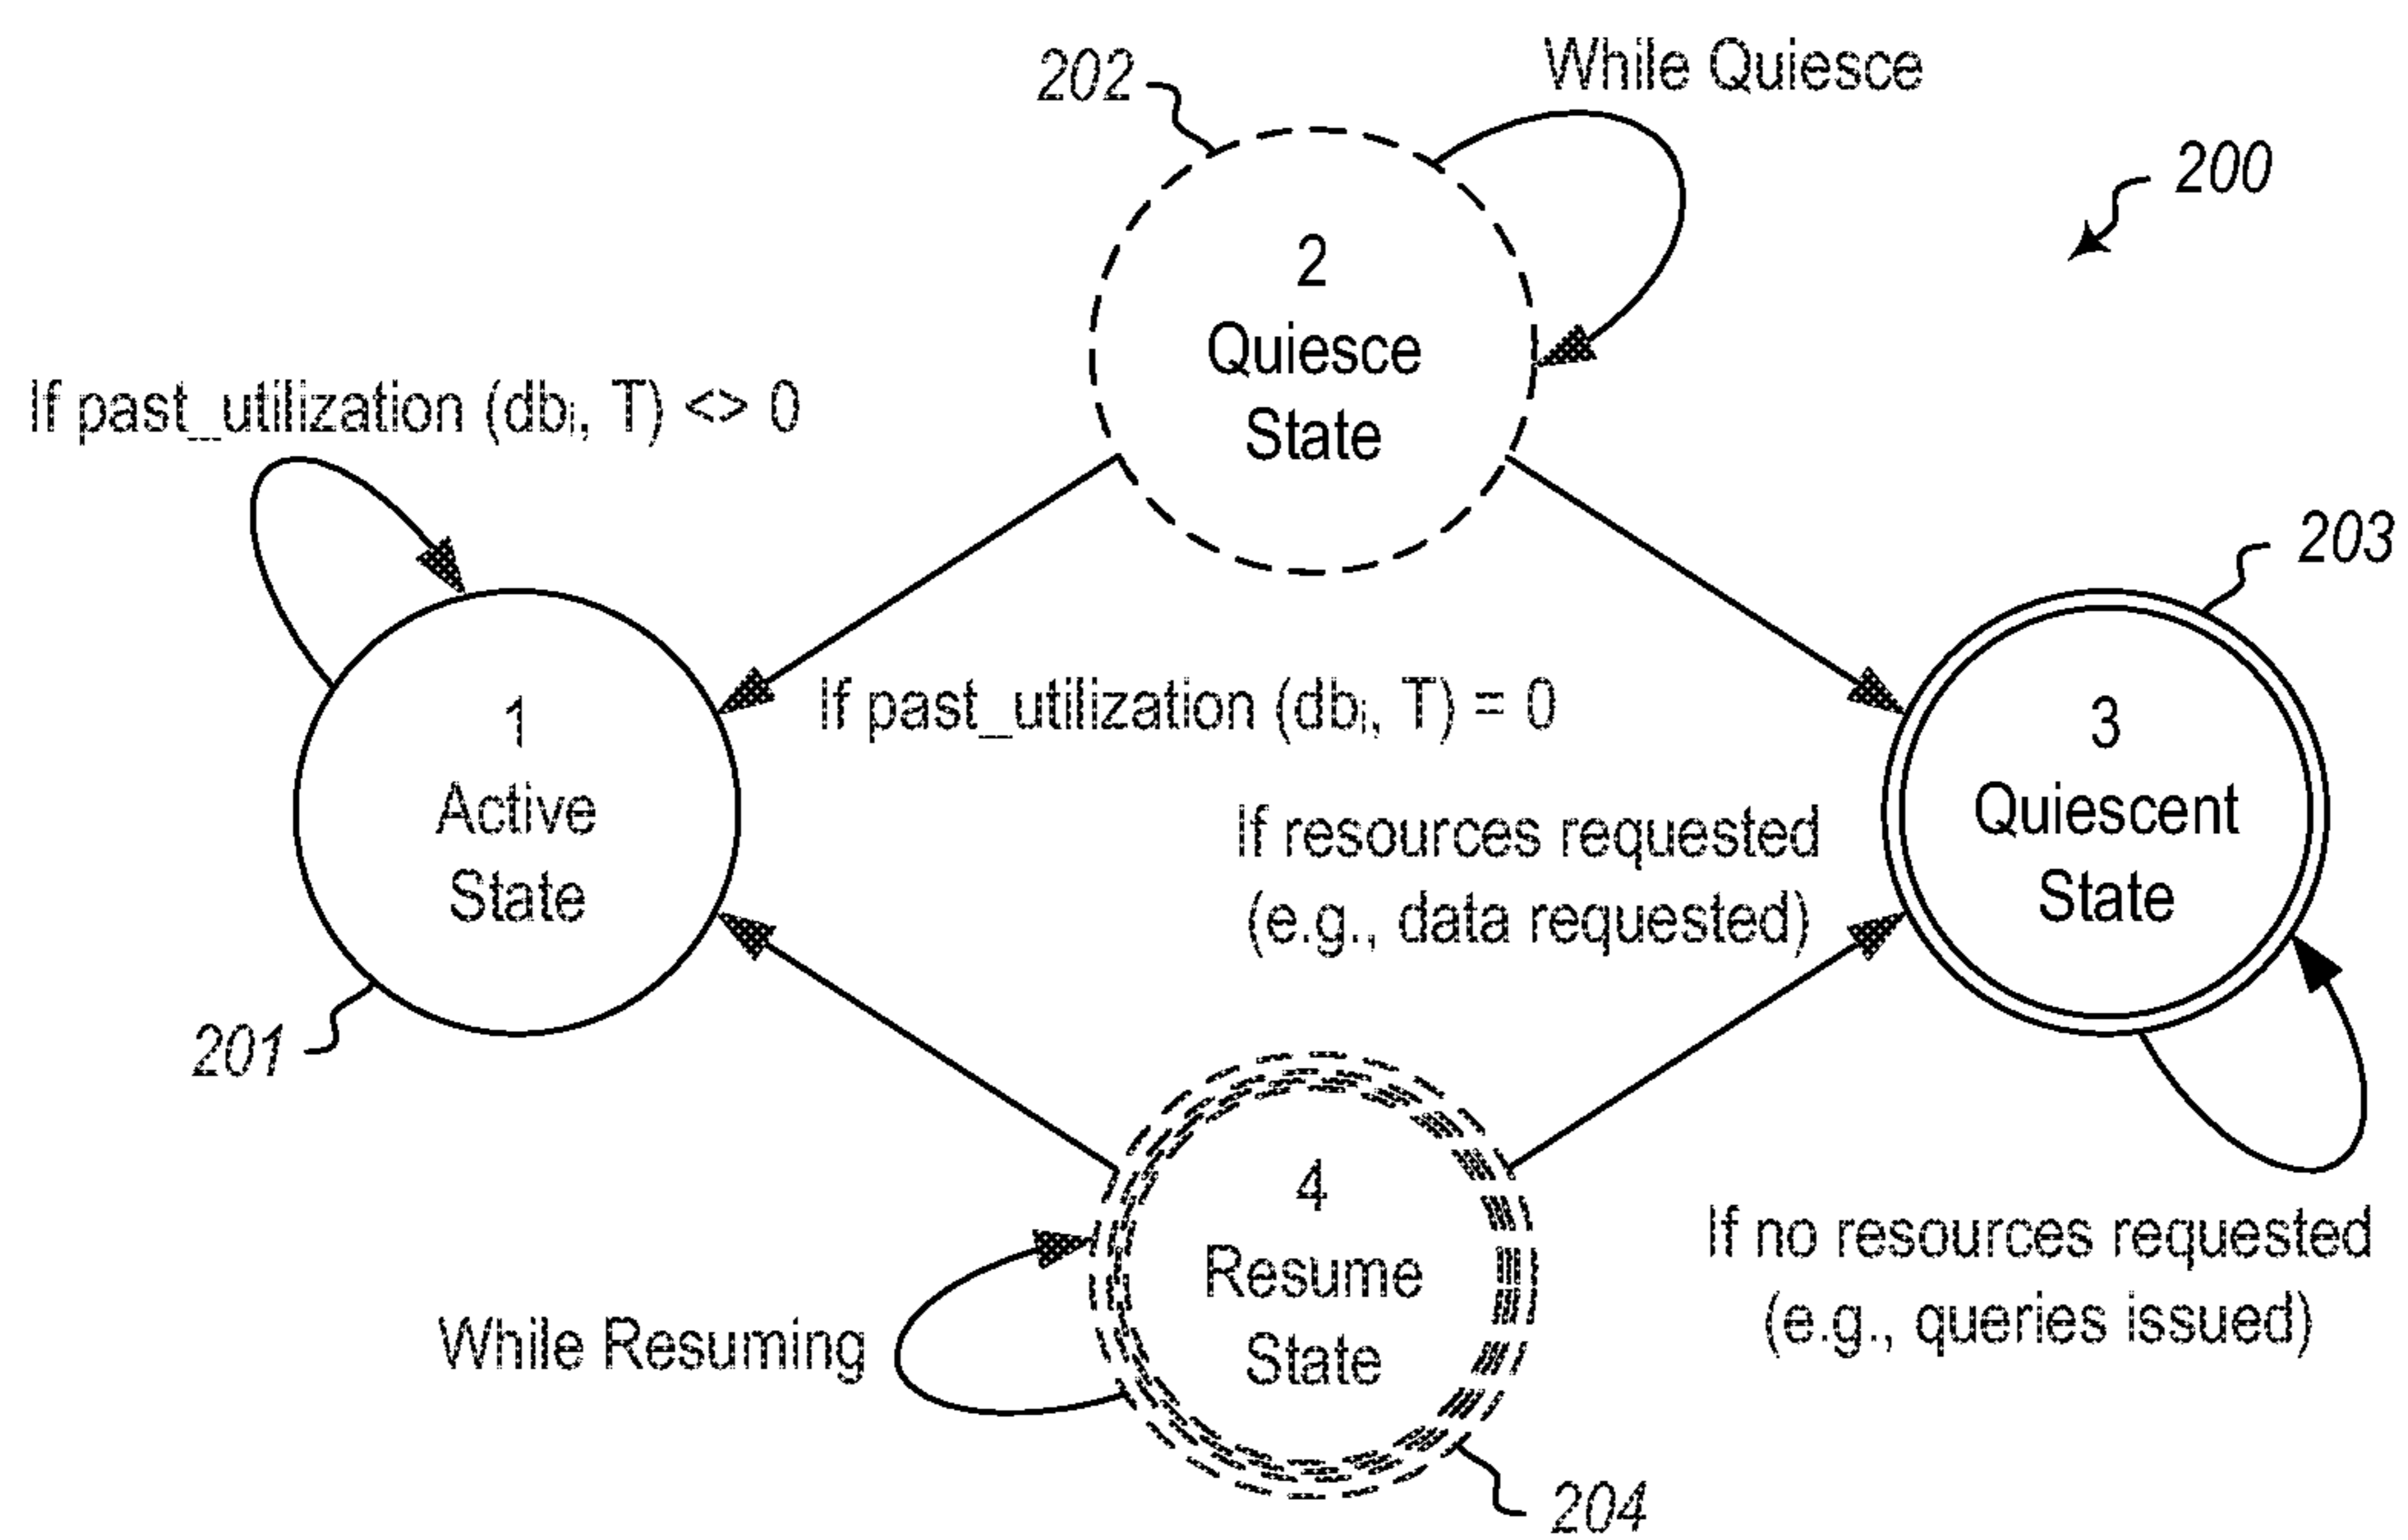 While Quiesce
202
200
2
Quiesce
State
If past_utilization (dbᵢ, T) <> 0
203
If past_utilization (dbᵢ, T) = 0
1
Active
State
3
Quiescent
State
If resources requested
(e.g., data requested)
201
4
Resume
State
If no resources requested
(e.g., queries issued)
While Resuming
204